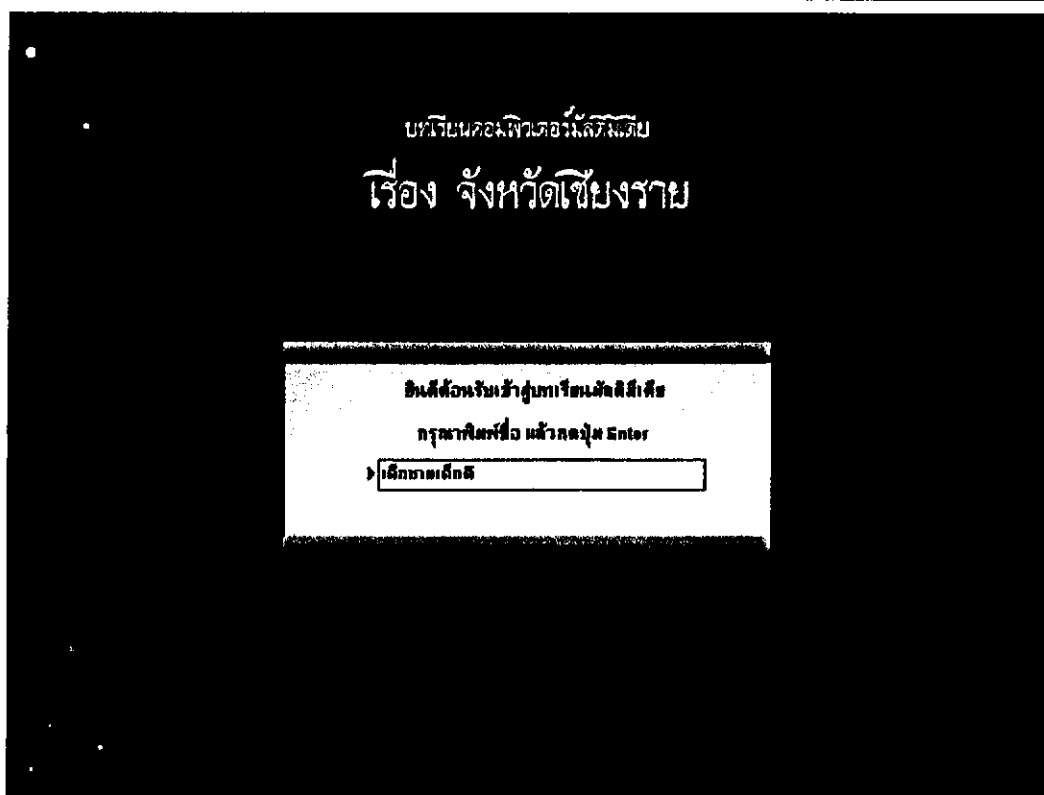 บทเรียนคอมพิวเตอร์มัลติมีเดีย
เรื่อง จังหวัดเชียงราย
ยินดีต้อนรับเข้าสู่บทเรียนมัลติมีเดีย
กรุณาพิมพ์ชื่อ แล้วกดปุ่ม Enter
เด็กชายเด็กดี